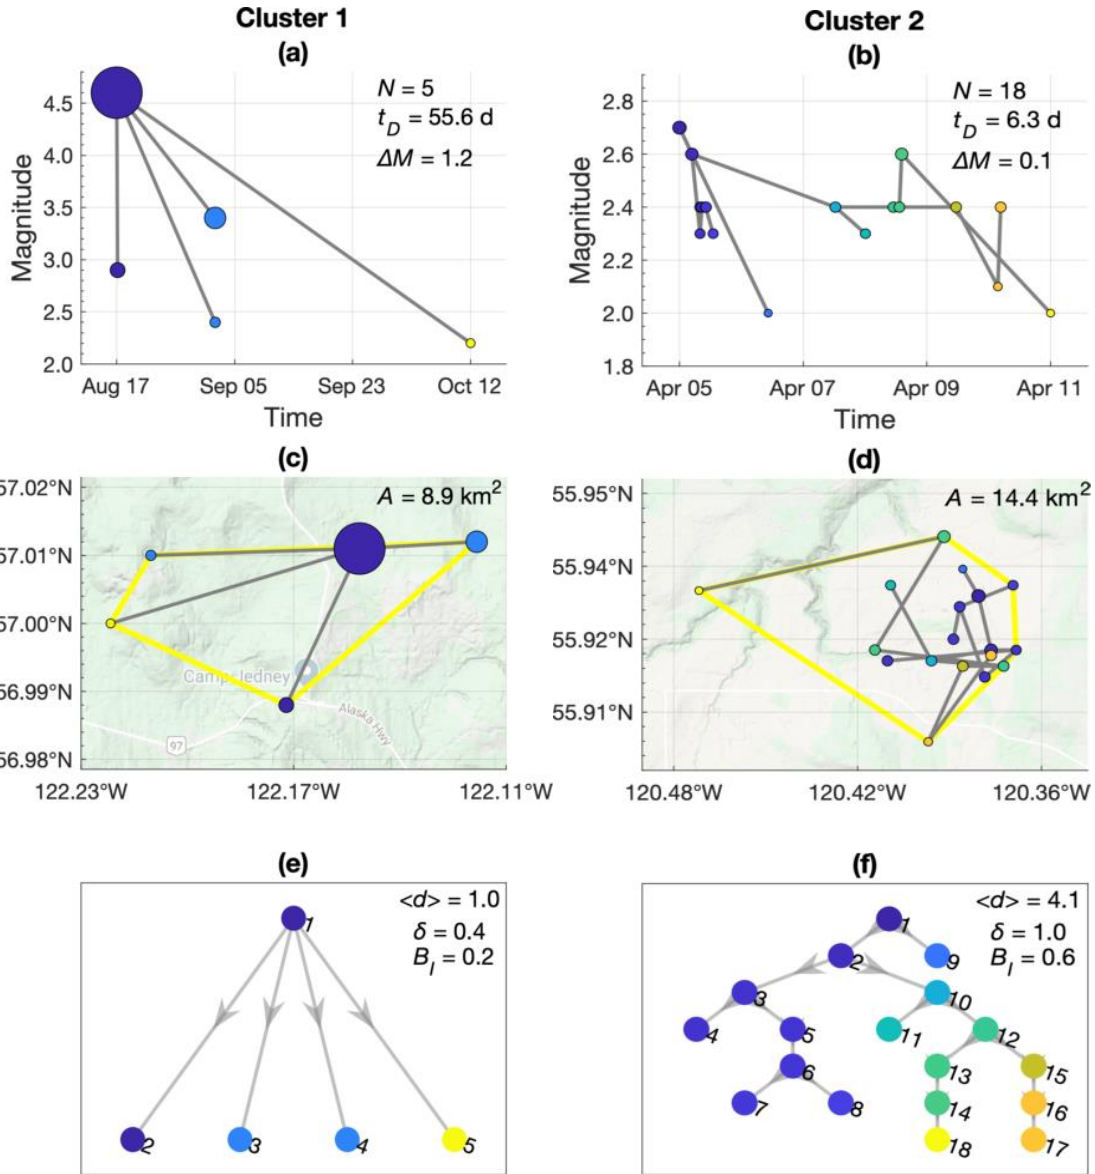 Cluster 1
Cluster 2
(a)
(b)
N = 5
t_D = 55.6 d
ΔM = 1.2
4.5
4.0
3.5
3.0
2.5
2.0
Magnitude
Aug 17
Sep 05
Sep 23
Oct 12
Time
N = 18
t_D = 6.3 d
ΔM = 0.1
2.8
2.6
2.4
2.2
2.0
1.8
Magnitude
Apr 05
Apr 07
Apr 09
Apr 11
Time
(c)
(d)
A = 8.9 km²
57.02°N
57.01°N
57.00°N
56.99°N
56.98°N
Alaska Hwy
97
122.23°W
122.17°W
122.11°W
A = 14.4 km²
55.95°N
55.94°N
55.92°N
55.91°N
120.48°W
120.42°W
120.36°W
(e)
(f)
<d> = 1.0
δ = 0.4
B_I = 0.2
1
2
3
4
5
<d> = 4.1
δ = 1.0
B_I = 0.6
1
2
9
3
10
4
5
11
12
6
13
15
7
8
14
16
18
17